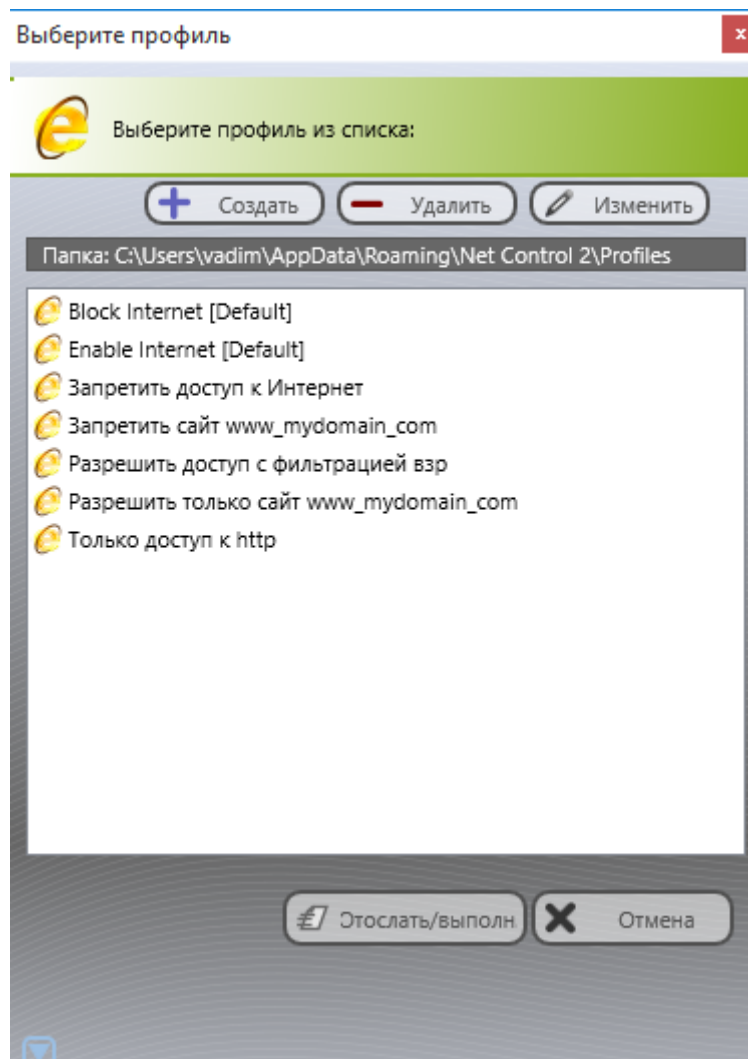 Выберите профиль
x
Выберите профиль из списка:
Создать Удалить Изменить
Папка: C:\Users\vadim\AppData\Roaming\Net Control 2\Profiles
Block Internet [Default]
Enable Internet [Default]
Запретить доступ к Интернет
Запретить сайт www_mydomain_com
Разрешить доступ с фильтрацией взр
Разрешить только сайт www_mydomain_com
Только доступ к http
Отослать/выполн Отмена